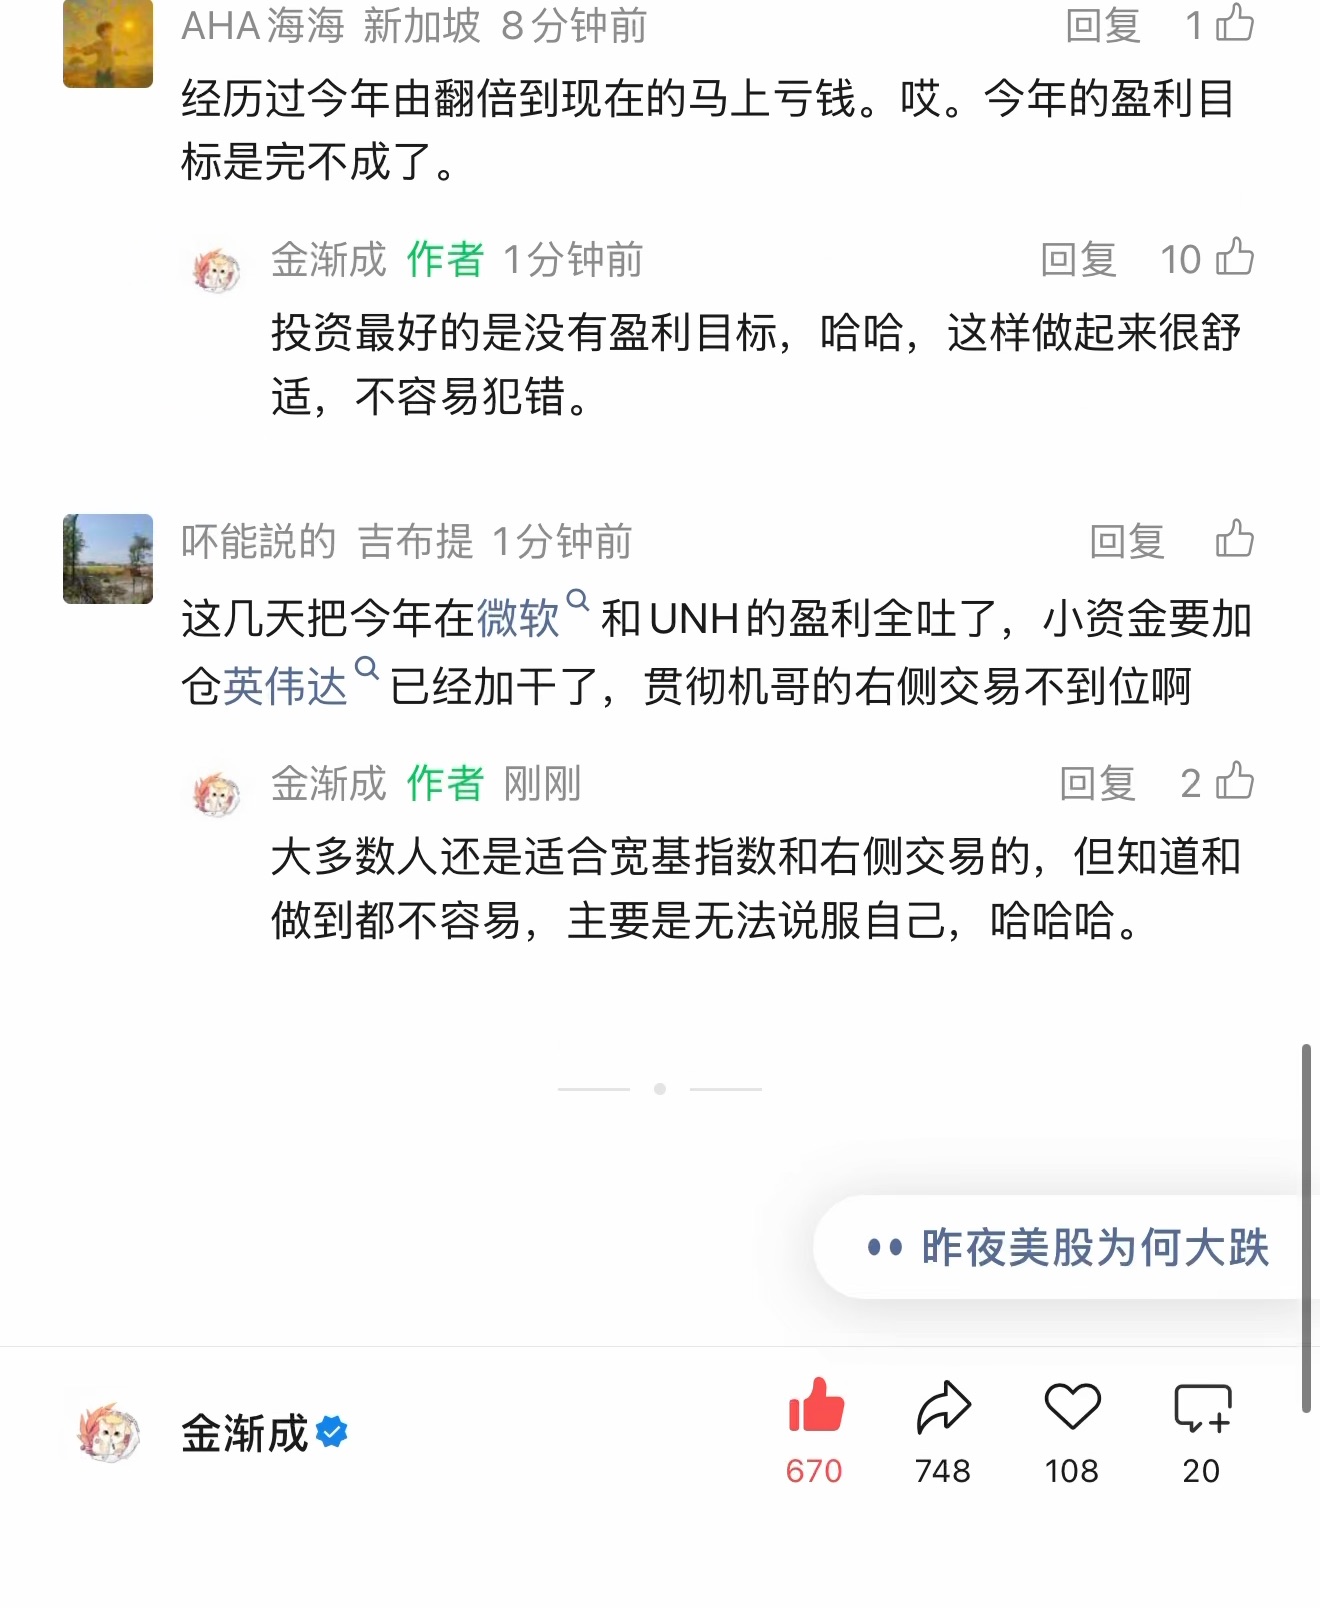 AHA海海 新加坡 8分钟前 回复 1
经历过今年由翻倍到现在的马上亏钱。哎。今年的盈利目
标是完不成了。
金渐成 作者 1分钟前 回复 10
投资最好的是没有盈利目标，哈哈，这样做起来很舒
适，不容易犯错。
吥能説的 吉布提 1分钟前 回复
这几天把今年在微软和UNH的盈利全吐了，小资金要加
仓英伟达已经加干了，贯彻机哥的右侧交易不到位啊
金渐成 作者 刚刚 回复 2
大多数人还是适合宽基指数和右侧交易的，但知道和
做到都不容易，主要是无法说服自己，哈哈哈。
昨夜美股为何大跌
金渐成
670 748 108 20